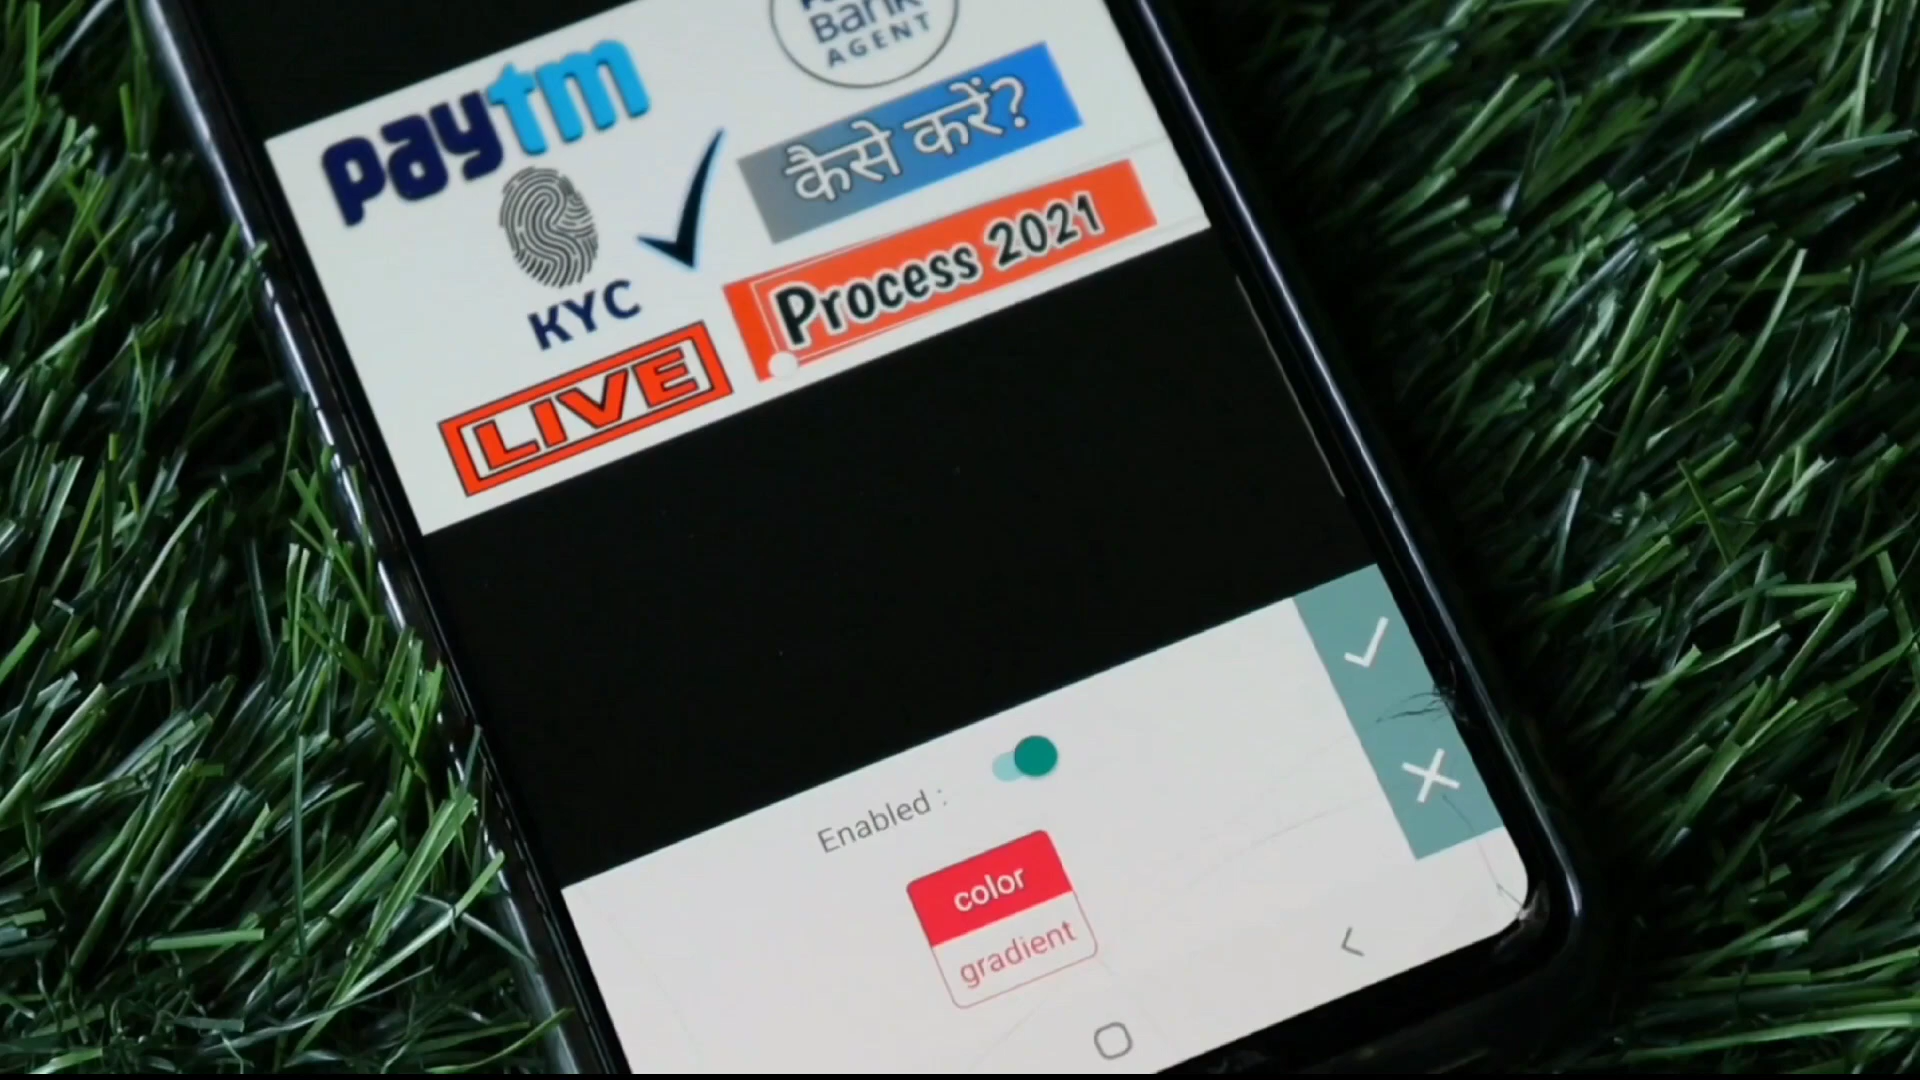 paytm
Bank
AGENT
कैसे करें?
Process 2021
KYC
LIVE
Enabled :
color
gradient